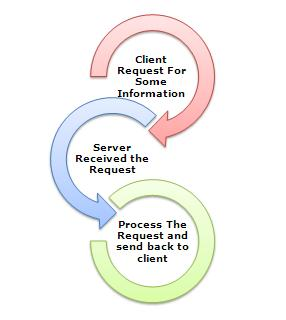 Client
Request For
Some
Information
Server
Received the
Request
Process The
Request and
send back to
client